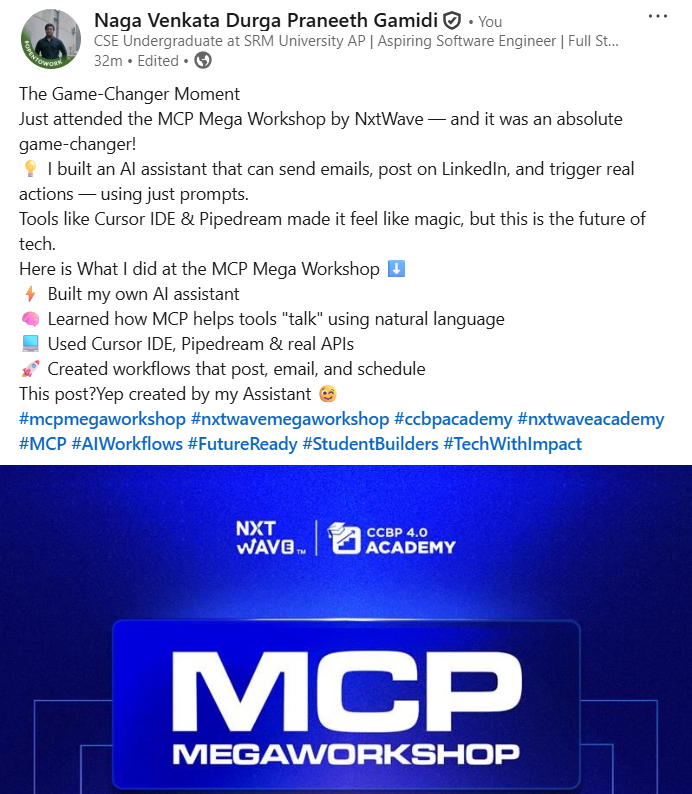 Naga Venkata Durga Praneeth Gamidi • You
CSE Undergraduate at SRM University AP | Aspiring Software Engineer | Full St...
32m • Edited •
#OPENTOWORK
The Game-Changer Moment
Just attended the MCP Mega Workshop by NxtWave — and it was an absolute
game-changer!
💡 I built an AI assistant that can send emails, post on LinkedIn, and trigger real
actions — using just prompts.
Tools like Cursor IDE & Pipedream made it feel like magic, but this is the future of
tech.
Here is What I did at the MCP Mega Workshop ⬇️
⚡ Built my own AI assistant
🧠 Learned how MCP helps tools "talk" using natural language
💻 Used Cursor IDE, Pipedream & real APIs
🚀 Created workflows that post, email, and schedule
This post?Yep created by my Assistant 😉
#mcpmegaworkshop #nxtwavemegaworkshop #ccbpacademy #nxtwaveacademy
#MCP #AIWorkflows #FutureReady #StudentBuilders #TechWithImpact
NXT
WAVE™
CCBP 4.0
ACADEMY
MCP
MEGAWORKSHOP